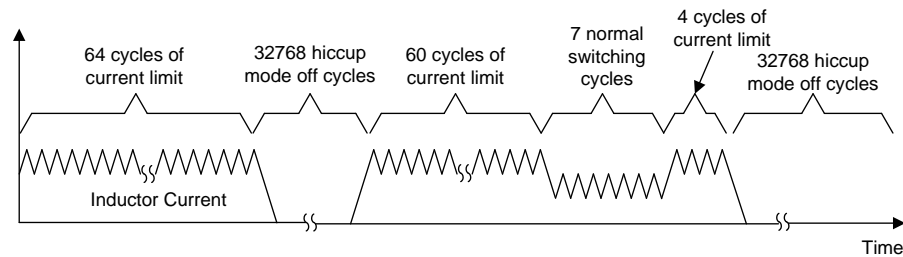 64 cycles of
current limit
32768 hiccup
mode off cycles
60 cycles of
current limit
7 normal
switching
cycles
4 cycles of
current limit
32768 hiccup
mode off cycles
Inductor Current
Time